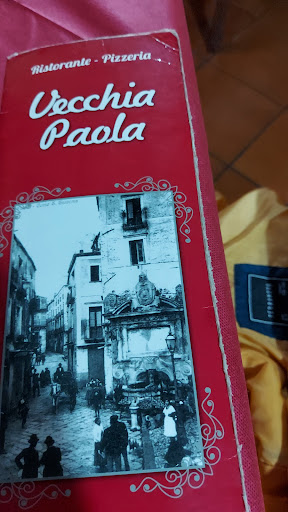 Ristorante - Pizzeria
Vecchia
Paola